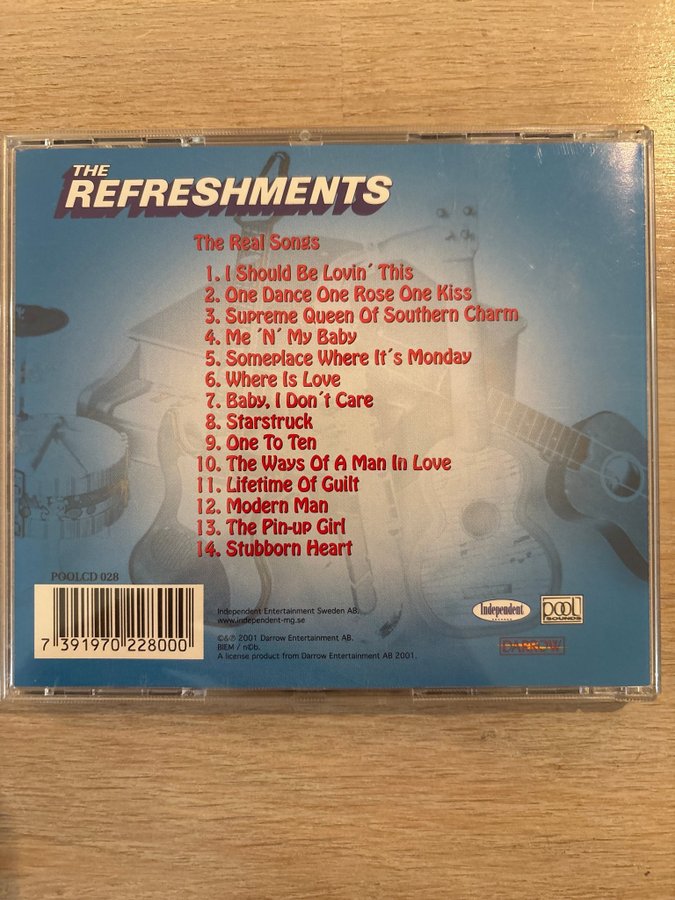 THE
REFRESHMENTS
The Real Songs
1. I Should Be Lovin´ This
2. One Dance One Rose One Kiss
3. Supreme Queen Of Southern Charm
4. Me ´N´ My Baby
5. Someplace Where It´s Monday
6. Where Is Love
7. Baby, I Don´t Care
8. Starstruck
9. One To Ten
10. The Ways Of A Man In Love
11. Lifetime Of Guilt
12. Modern Man
13. The Pin-up Girl
14. Stubborn Heart
POOLCD 028
7 391970 228000
Independent Entertainment Sweden AB.
www.independent-mg.se
©&℗ 2001 Darrow Entertainment AB.
BIEM / n©b.
A license product from Darrow Entertainment AB 2001.
Independent
POOL
SOUNDS
DARROW